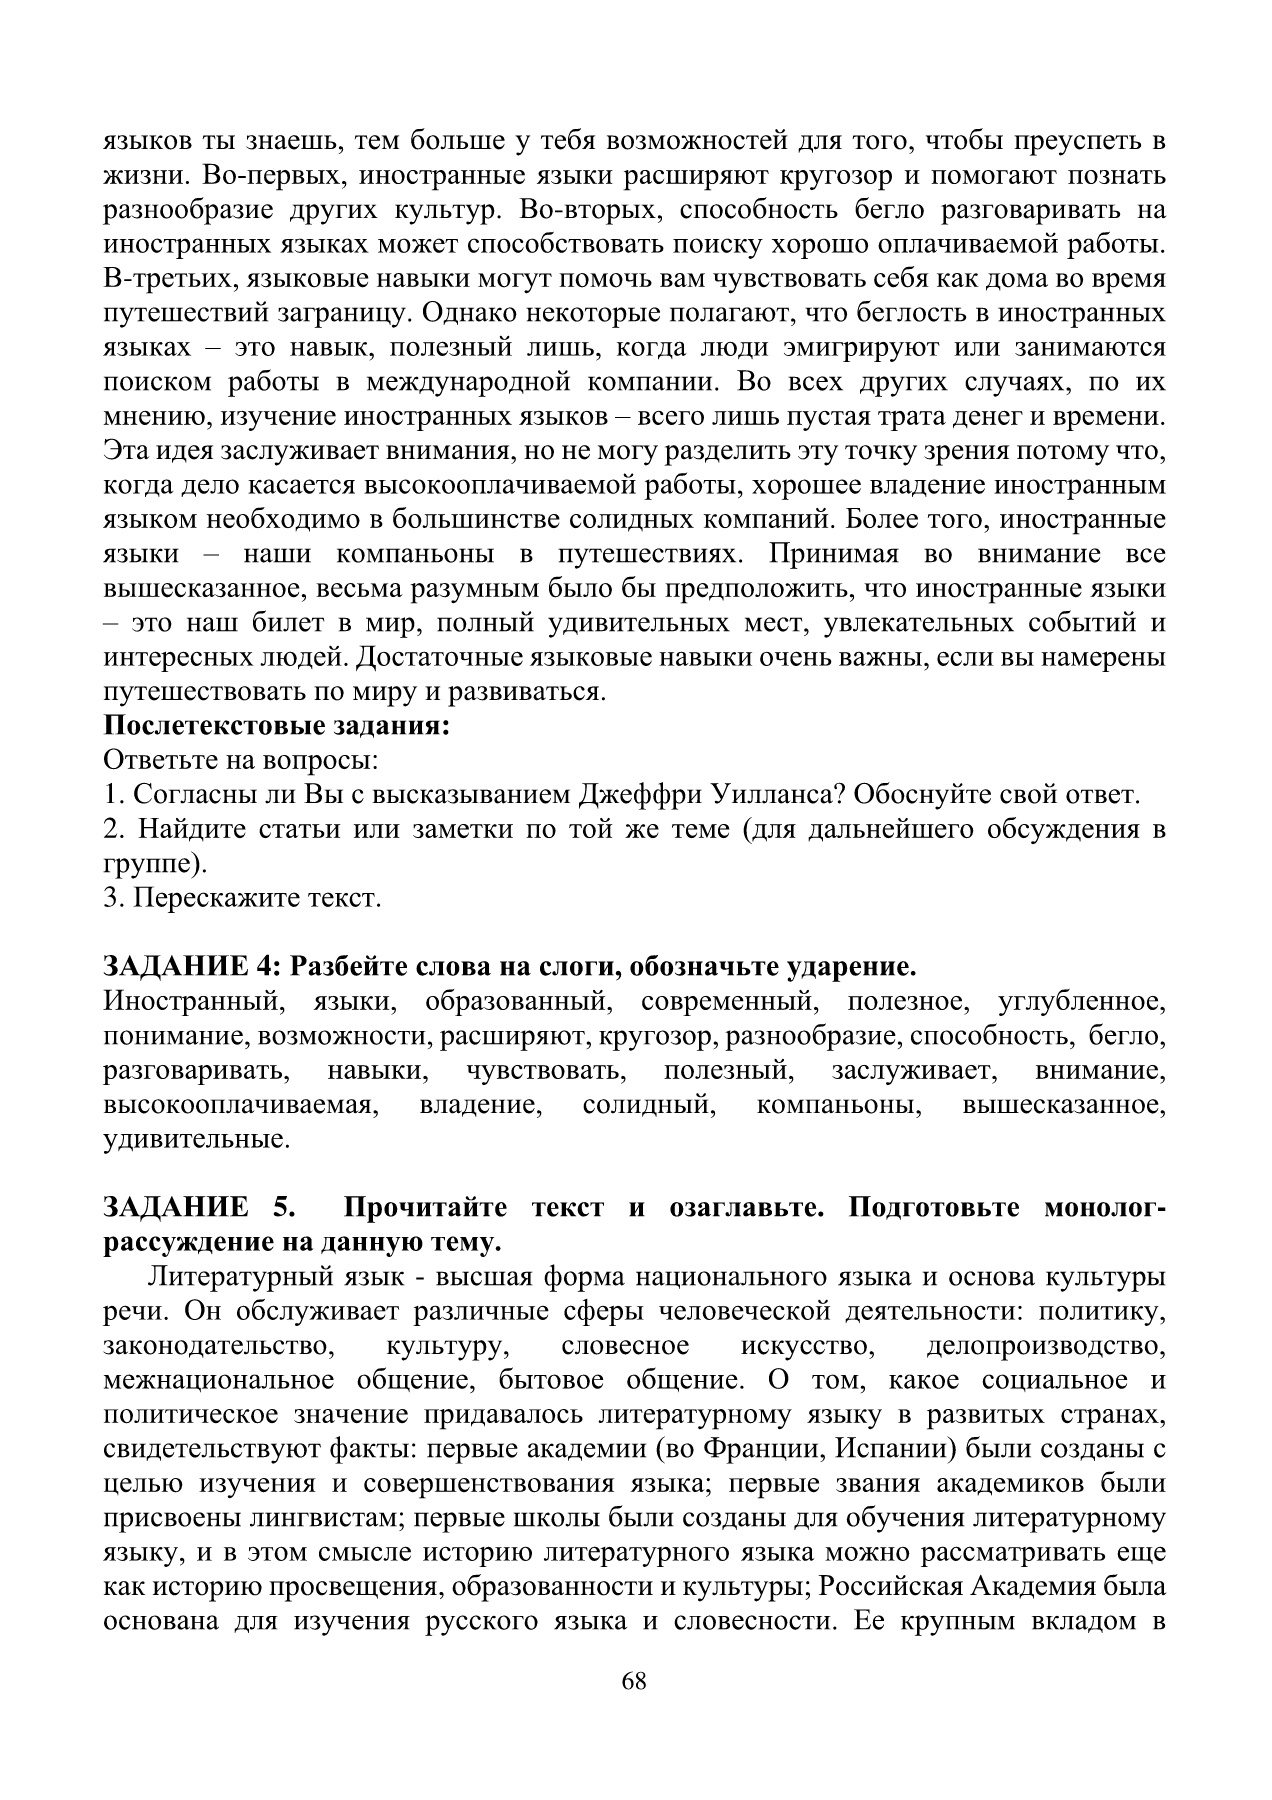 языков ты знаешь, тем больше у тебя возможностей для того, чтобы преуспеть в
жизни. Во-первых, иностранные языки расширяют кругозор и помогают познать
разнообразие других культур. Во-вторых, способность бегло разговаривать на
иностранных языках может способствовать поиску хорошо оплачиваемой работы.
В-третьих, языковые навыки могут помочь вам чувствовать себя как дома во время
путешествий заграницу. Однако некоторые полагают, что беглость в иностранных
языках – это навык, полезный лишь, когда люди эмигрируют или занимаются
поиском работы в международной компании. Во всех других случаях, по их
мнению, изучение иностранных языков – всего лишь пустая трата денег и времени.
Эта идея заслуживает внимания, но не могу разделить эту точку зрения потому что,
когда дело касается высокооплачиваемой работы, хорошее владение иностранным
языком необходимо в большинстве солидных компаний. Более того, иностранные
языки – наши компаньоны в путешествиях. Принимая во внимание все
вышесказанное, весьма разумным было бы предположить, что иностранные языки
– это наш билет в мир, полный удивительных мест, увлекательных событий и
интересных людей. Достаточные языковые навыки очень важны, если вы намерены
путешествовать по миру и развиваться.
Послетекстовые задания:
Ответьте на вопросы:
1. Согласны ли Вы с высказыванием Джеффри Уилланса? Обоснуйте свой ответ.
2. Найдите статьи или заметки по той же теме (для дальнейшего обсуждения в
группе).
3. Перескажите текст.
ЗАДАНИЕ 4: Разбейте слова на слоги, обозначьте ударение.
Иностранный, языки, образованный, современный, полезное, углубленное,
понимание, возможности, расширяют, кругозор, разнообразие, способность, бегло,
разговаривать, навыки, чувствовать, полезный, заслуживает, внимание,
высокооплачиваемая, владение, солидный, компаньоны, вышесказанное,
удивительные.
ЗАДАНИЕ 5. Прочитайте текст и озаглавьте. Подготовьте монолог-
рассуждение на данную тему.
Литературный язык - высшая форма национального языка и основа культуры
речи. Он обслуживает различные сферы человеческой деятельности: политику,
законодательство, культуру, словесное искусство, делопроизводство,
межнациональное общение, бытовое общение. О том, какое социальное и
политическое значение придавалось литературному языку в развитых странах,
свидетельствуют факты: первые академии (во Франции, Испании) были созданы с
целью изучения и совершенствования языка; первые звания академиков были
присвоены лингвистам; первые школы были созданы для обучения литературному
языку, и в этом смысле историю литературного языка можно рассматривать еще
как историю просвещения, образованности и культуры; Российская Академия была
основана для изучения русского языка и словесности. Ее крупным вкладом в
68